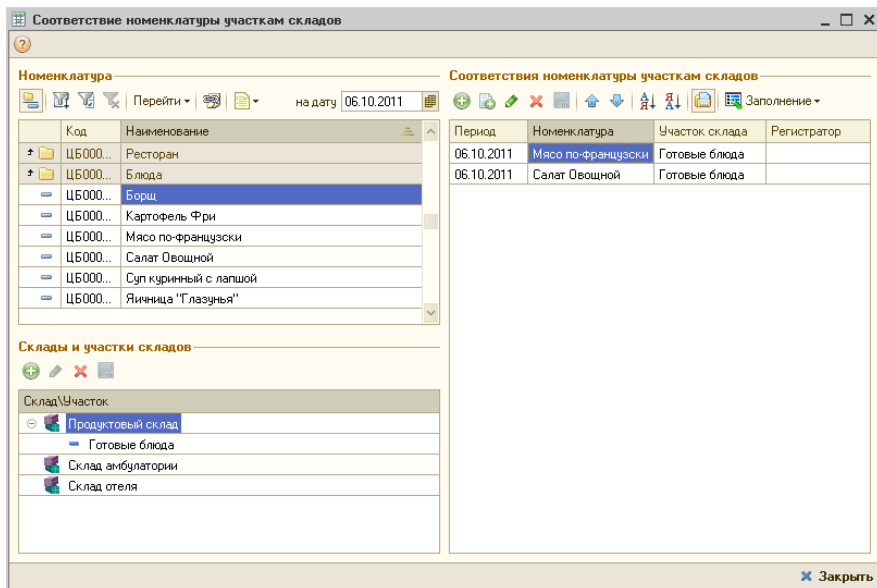 Соответствие номенклатуры участкам складов
Номенклатура
Перейти
на дату 06.10.2011
Код Наименование
ЦБ000... Ресторан
ЦБ000... Блюда
ЦБ000... Борщ
ЦБ000... Картофель Фри
ЦБ000... Мясо по-французски
ЦБ000... Салат Овощной
ЦБ000... Суп куринный с лапшой
ЦБ000... Яичница "Глазунья"
Склады и участки складов
Склад\Участок
Продуктовый склад
Готовые блюда
Склад амбулатории
Склад отеля
Соответствия номенклатуры участкам складов
Заполнение
Период Номенклатура Участок склада Регистратор
06.10.2011 Мясо по-французски Готовые блюда
06.10.2011 Салат Овощной Готовые блюда
Закрыть